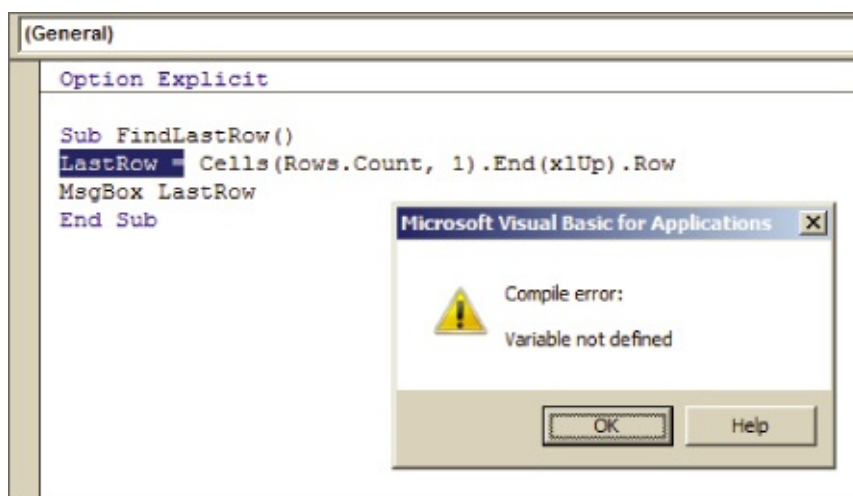 (General)
Option Explicit
Sub FindLastRow()
LastRow = Cells(Rows.Count, 1).End(xlUp).Row
MsgBox LastRow
End Sub
Microsoft Visual Basic for Applications
Compile error:
Variable not defined
OK Help